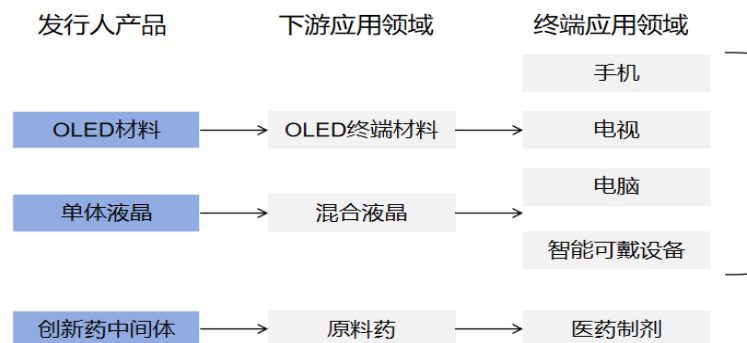 发行人产品 下游应用领域 终端应用领域
手机
OLED材料 OLED终端材料 电视
电脑
单体液晶 混合液晶
智能可戴设备
创新药中间体 原料药 医药制剂